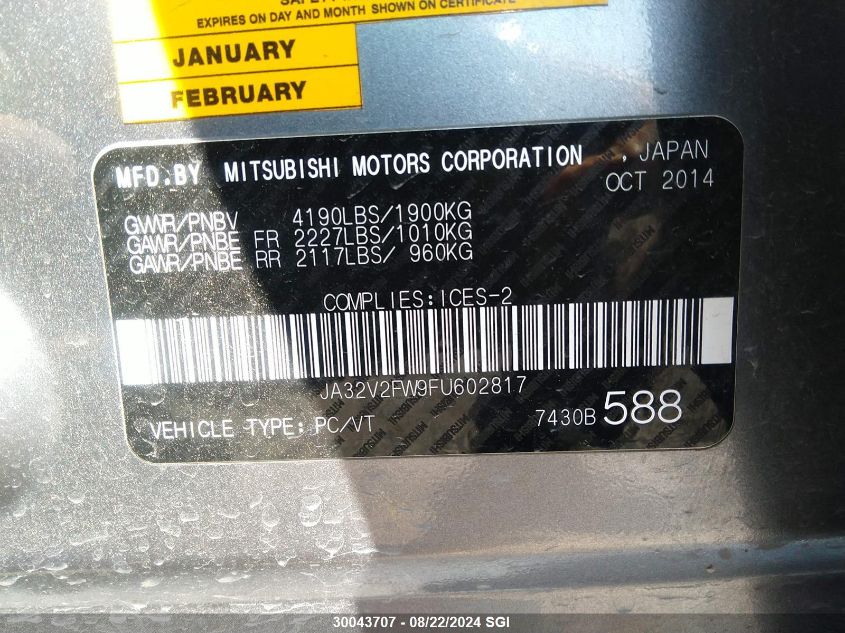 EXPIRES ON DAY AND MONTH SHOWN ON CERTIFICATE
JANUARY
FEBRUARY
MFD.BY MITSUBISHI MOTORS CORPORATION , JAPAN
OCT 2014
GVWR/PNBV 4190LBS/1900KG
GAWR/PNBE FR 2227LBS/1010KG
GAWR/PNBE RR 2117LBS/ 960KG
COMPLIES:ICES-2
JA32V2FW9FU602817
VEHICLE TYPE:PC/VT 7430B 588
30043707 - 08/22/2024 SGI